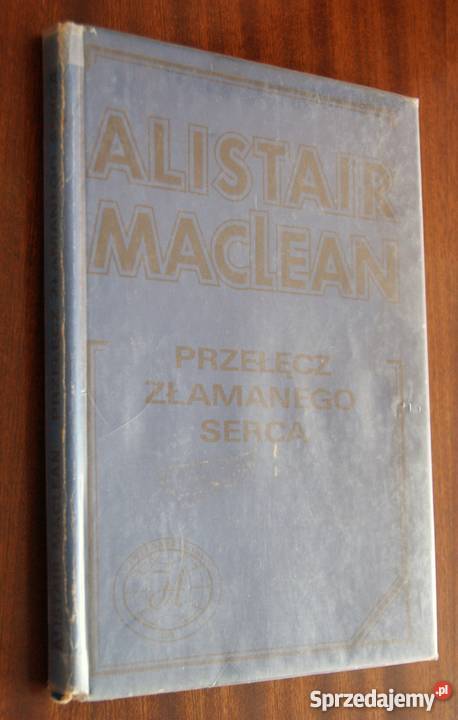 ALISTAIR
MACLEAN
PRZEŁĘCZ
ZŁAMANEGO
SERCA
Sprzedajemy.pl